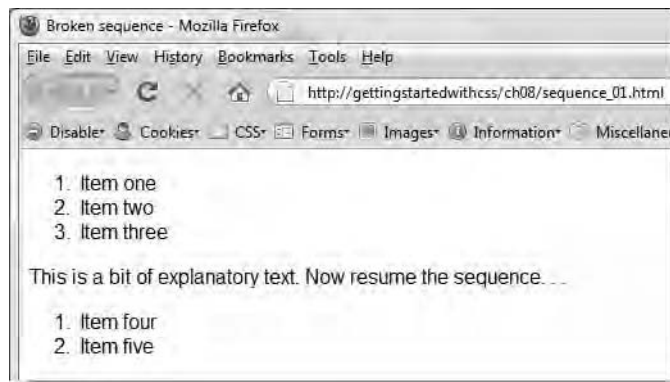 Broken sequence - Mozilla Firefox
File Edit View History Bookmarks Tools Help
http://gettingstartedwithcss/ch08/sequence_01.html
Disable Cookies CSS Forms Images Information Miscellane
1. Item one
2. Item two
3. Item three
This is a bit of explanatory text. Now resume the sequence. . .
1. Item four
2. Item five